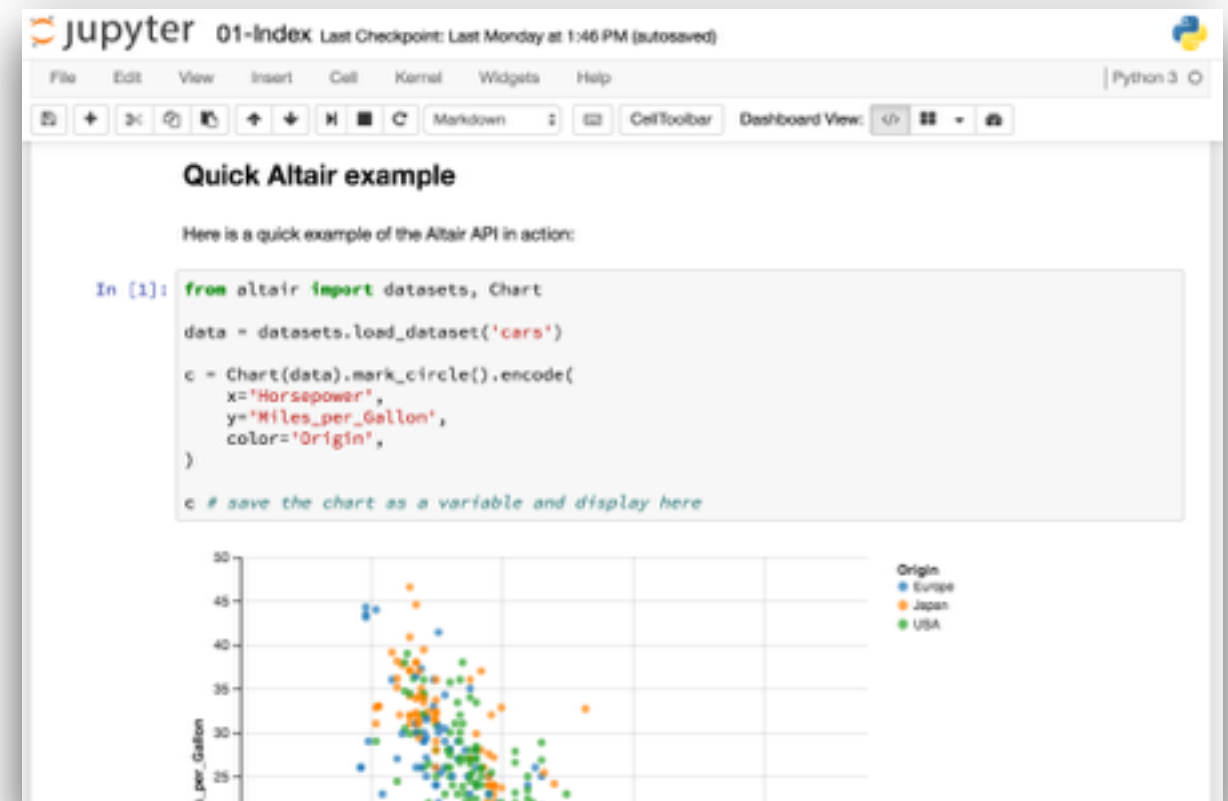 jupyter 01-Index Last Checkpoint: Last Monday at 1:46 PM (autosaved)
File Edit View Insert Cell Kernel Widgets Help Python 3
Markdown CellToolbar Dashboard View: </>
Quick Altair example
Here is a quick example of the Altair API in action:
In [1]: from altair import datasets, Chart
data = datasets.load_dataset('cars')
c = Chart(data).mark_circle().encode(
x='Horsepower',
y='Miles_per_Gallon',
color='Origin',
)
c # save the chart as a variable and display here
50
45
40
35
30
25
per_Gallon
Origin
Europe
Japan
USA